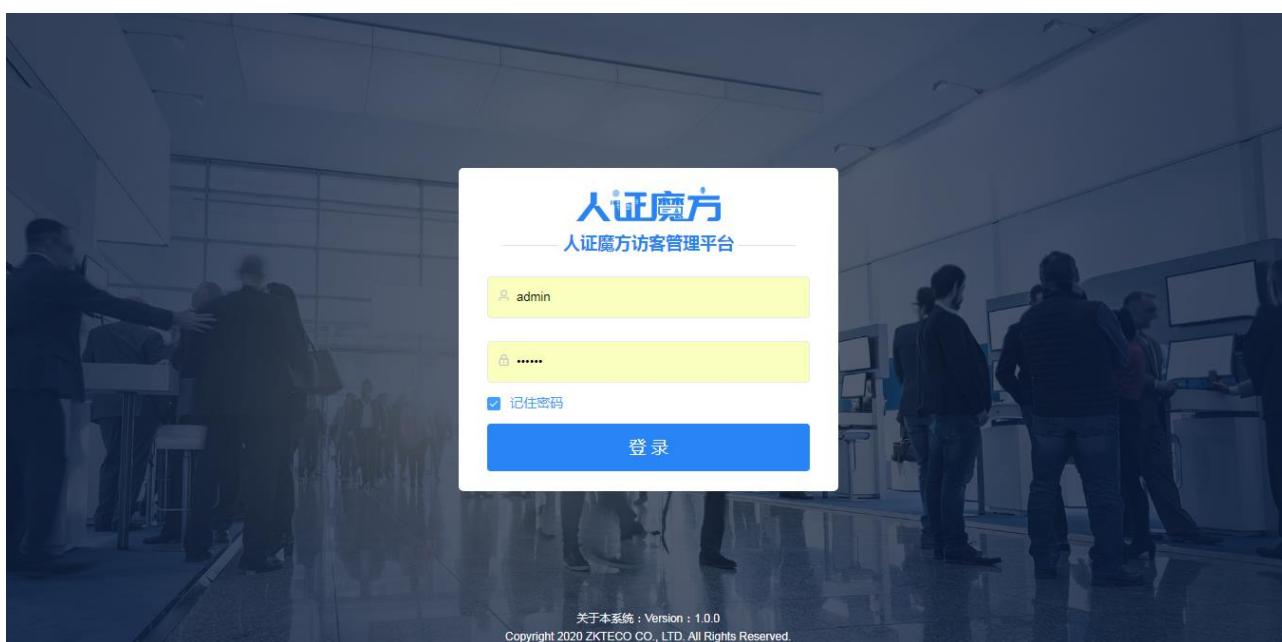 人证魔方
人证魔方访客管理平台
admin
••••••
记住密码
登 录
关于本系统：Version：1.0.0
Copyright 2020 ZKTECO CO., LTD. All Rights Reserved.